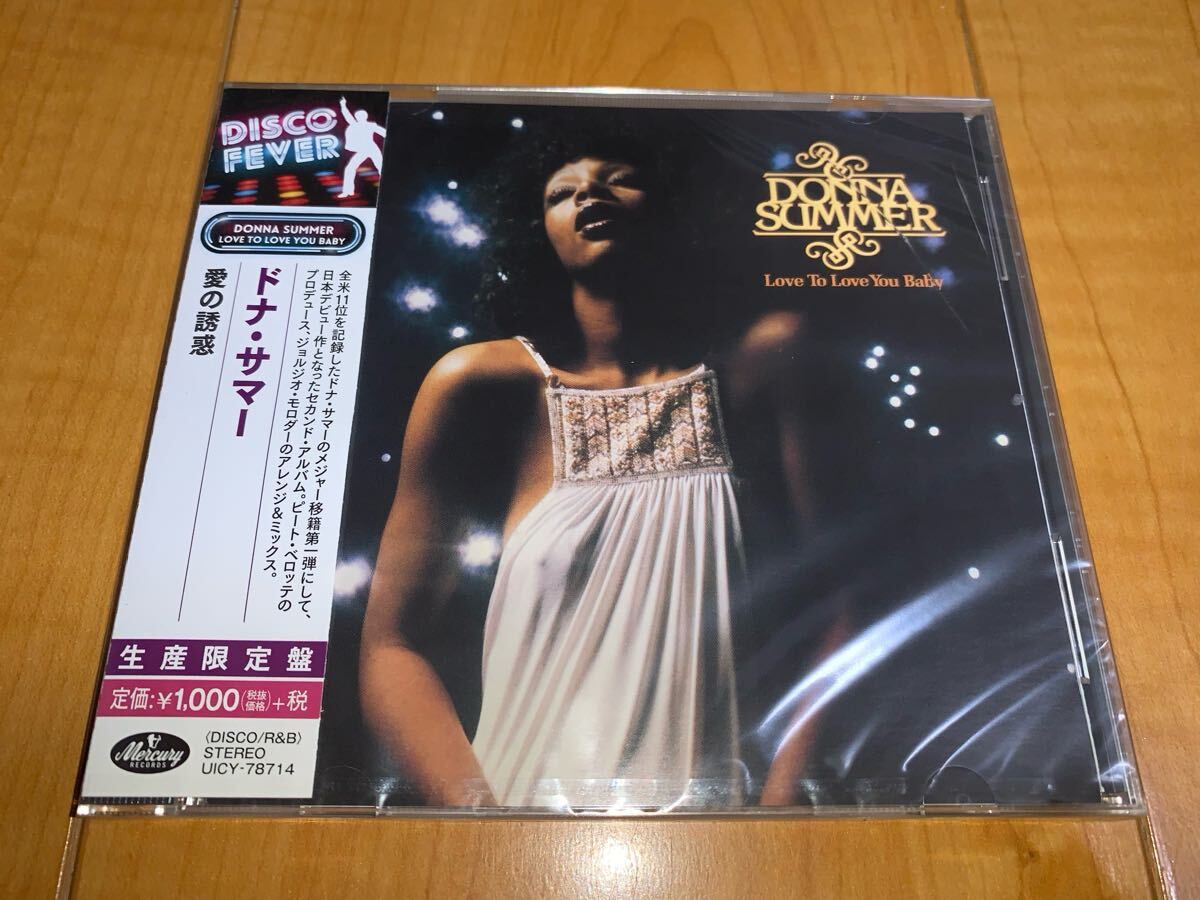 DISCO
FEVER
DONNA SUMMER
LOVE TO LOVE YOU BABY
全米11位を記録したドナ・サマーのメジャー移籍第一弾にして、
日本デビュー作となったセカンド・アルバム。ピート・ベロッテの
プロデュース、ジョルジオ・モロダーのアレンジ&ミックス。
ドナ・サマー
愛の誘惑
生産限定盤
定価:¥1,000(税抜価格)+税
Mercury
RECORDS
〈DISCO/R&B〉
STEREO
UICY-78714
DONNA
SUMMER
Love To Love You Baby